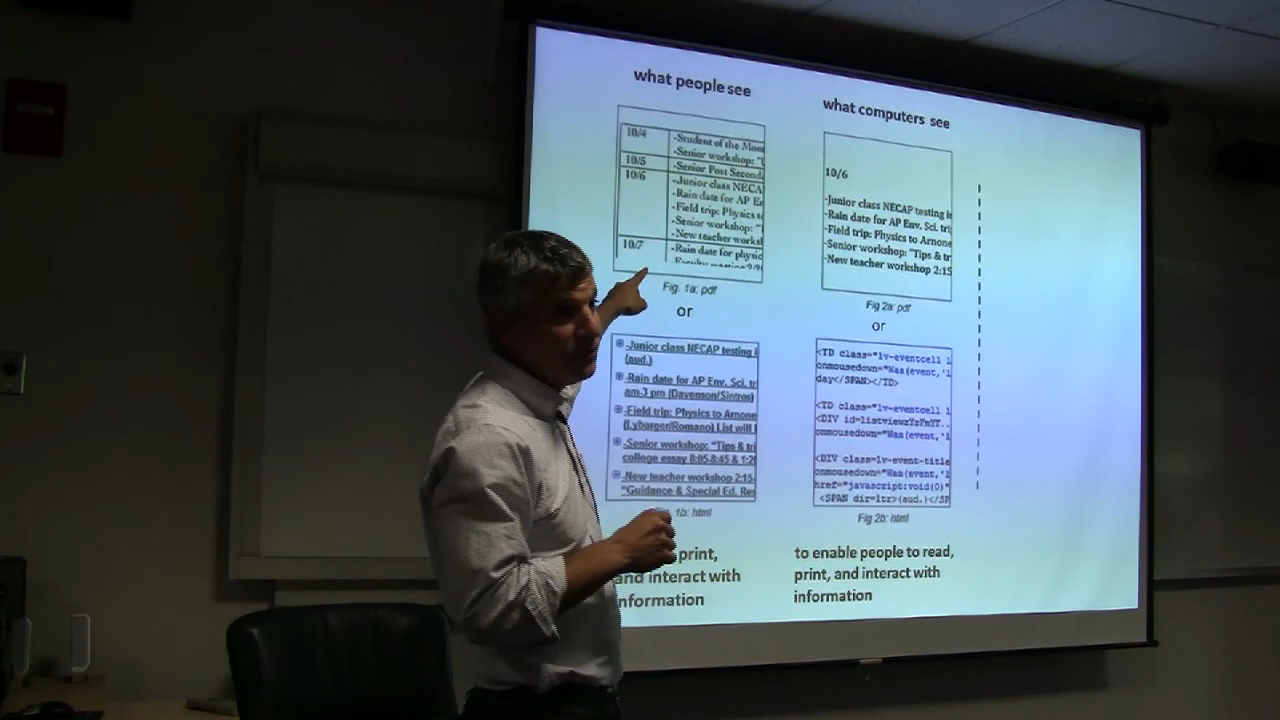 what people see
10/4
-Student of the Mon
-Senior workshop: "
10/5
-Senior Post Second
10/6
-Junior class NECA
-Rain date for AP E
-Field trip: Physics t
-Senior workshop: "
-New teacher works
10/7
-Rain date for physic
Fig. 1a: pdf
or
-Junior class NECAP testing i
(aud.)
-Rain date for AP Env. Sci. tr
am-3 pm (Davenson/Sintros)
-Field trip: Physics to Arnone
(Lybarger/Romano) List will
-Senior workshop: "Tips & tri
college essay 8:05-8:45 & 1:2
-New teacher workshop 2:15-
"Guidance & Special Ed. Re
1b: html
print,
and interact with
information
what computers see
10/6
-Junior class NECAP testing i
-Rain date for AP Env. Sci. tri
-Field trip: Physics to Arnone
-Senior workshop: "Tips & t
-New teacher workshop 2:15
Fig 2a: pdf
or
<TD class="lv-eventcell l
onmousedown="Waa(event,'l
day</SPAN></TD>
<TD class="lv-eventcell l
<DIV id=listviewzYzFmYT..
onmousedown="Waa(event,'l
<DIV class=lv-event-title
onmousedown="Waa(event,'l
href="javascript:void(0)"
<SPAN dir=ltr>(aud.)</SP
Fig 2b: html
to enable people to read,
print, and interact with
information